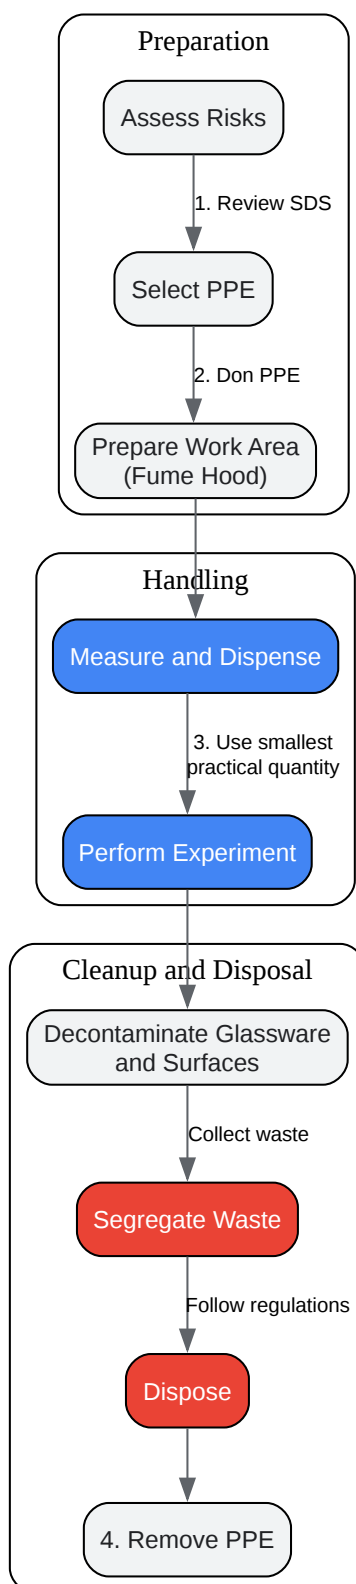 Preparation
Assess Risks
1. Review SDS
Select PPE
2. Don PPE
Prepare Work Area
(Fume Hood)
Handling
Measure and Dispense
3. Use smallest
practical quantity
Perform Experiment
Cleanup and Disposal
Decontaminate Glassware
and Surfaces
Collect waste
Segregate Waste
Follow regulations
Dispose
4. Remove PPE